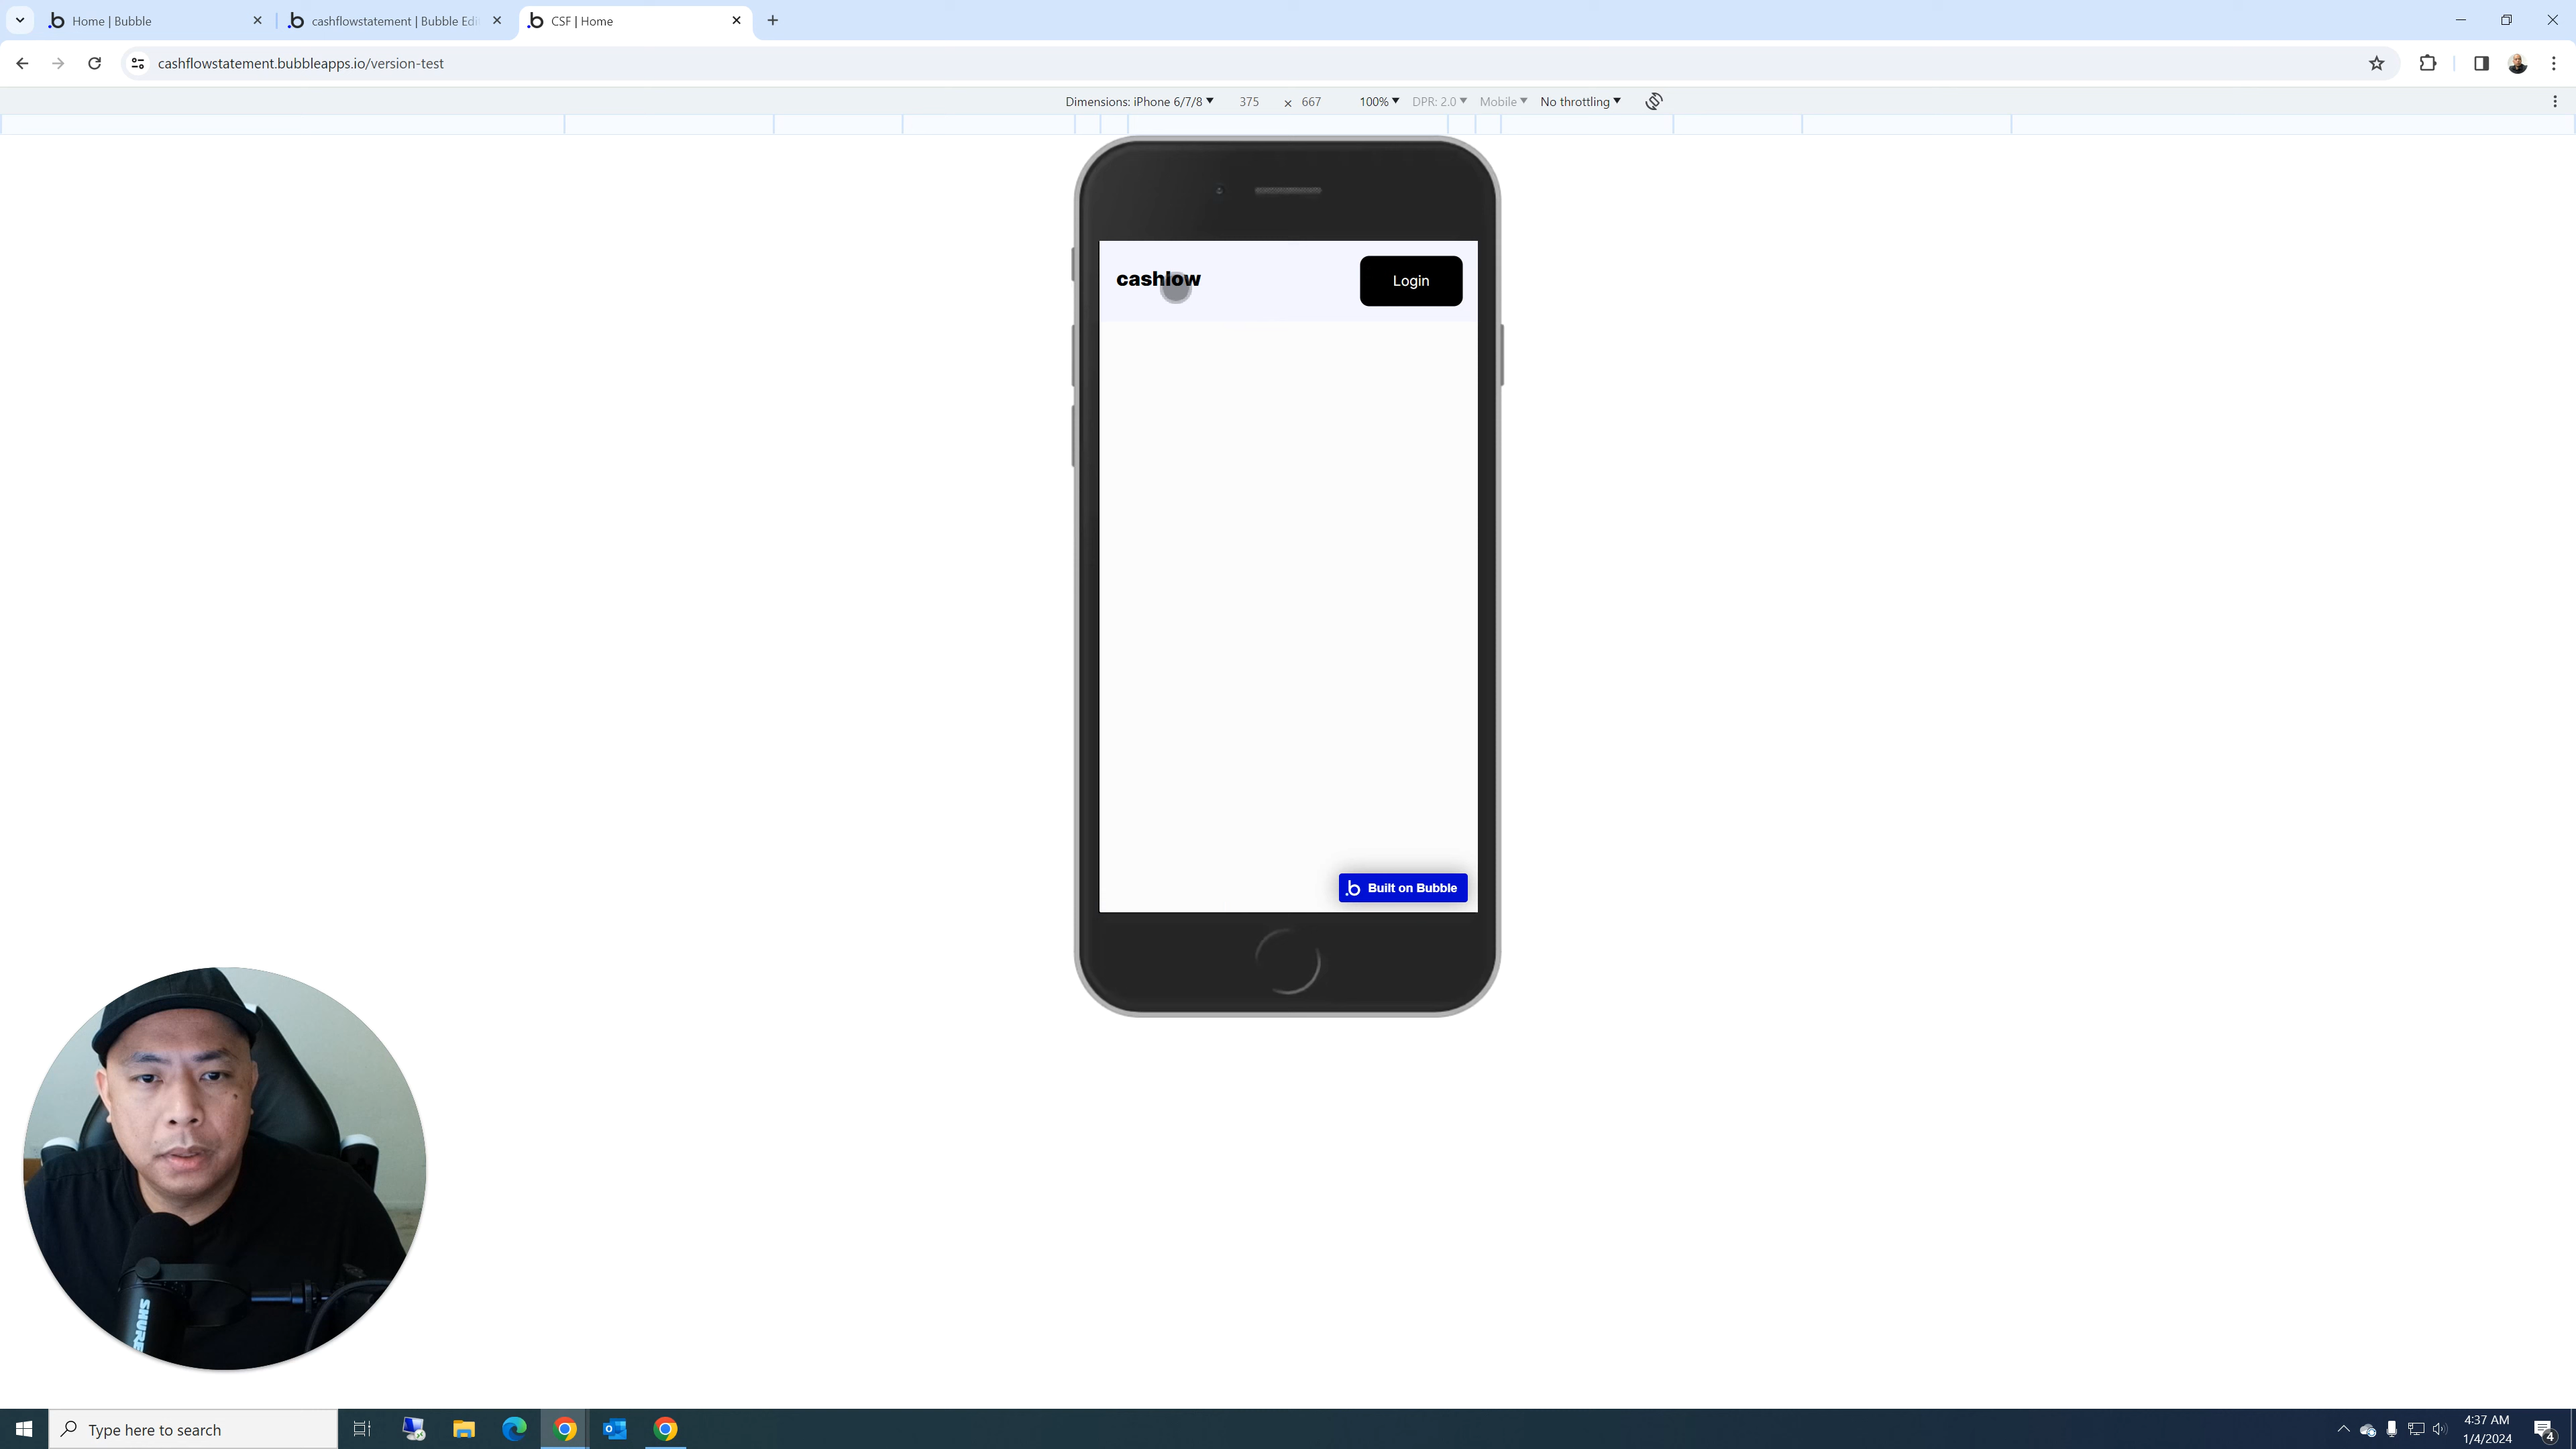 Home | Bubble
cashflowstatement | Bubble Edi
CSF | Home
cashflowstatement.bubbleapps.io/version-test
Dimensions: iPhone 6/7/8 375 × 667 100% DPR: 2.0 Mobile No throttling
cashlow
Login
Built on Bubble
SHURE
Type here to search
4:37 AM
1/4/2024
4